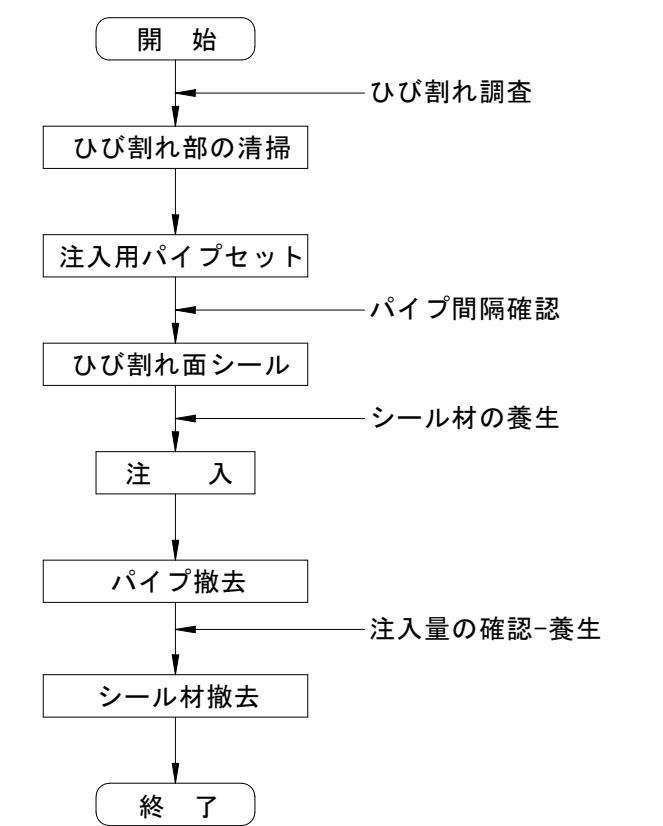 開　始
ひび割れ調査
ひび割れ部の清掃
注入用パイプセット
パイプ間隔確認
ひび割れ面シール
シール材の養生
注　入
パイプ撤去
注入量の確認-養生
シール材撤去
終　了